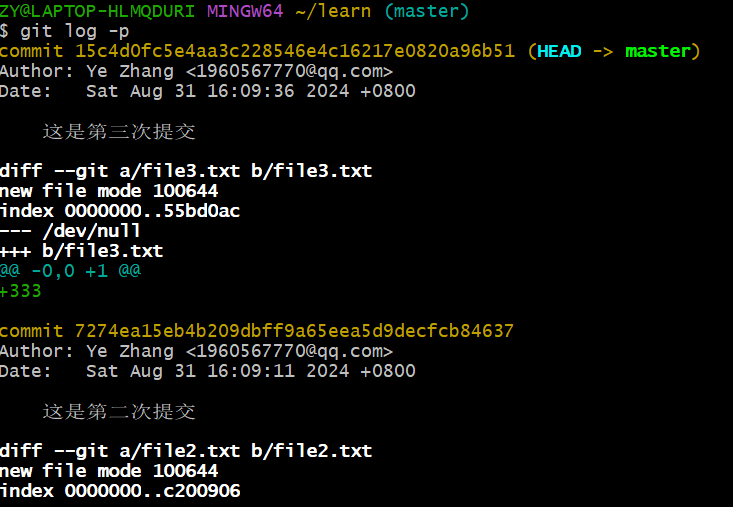 ZY@LAPTOP-HLMQDURI MINGW64 ~/learn (master)
$ git log -p
commit 15c4d0fc5e4aa3c228546e4c16217e0820a96b51 (HEAD -> master)
Author: Ye Zhang <1960567770@qq.com>
Date:   Sat Aug 31 16:09:36 2024 +0800
    这是第三次提交
diff --git a/file3.txt b/file3.txt
new file mode 100644
index 0000000..55bd0ac
--- /dev/null
+++ b/file3.txt
@@ -0,0 +1 @@
+333
commit 7274ea15eb4b209dbff9a65eea5d9decfcb84637
Author: Ye Zhang <1960567770@qq.com>
Date:   Sat Aug 31 16:09:11 2024 +0800
    这是第二次提交
diff --git a/file2.txt b/file2.txt
new file mode 100644
index 0000000..c200906